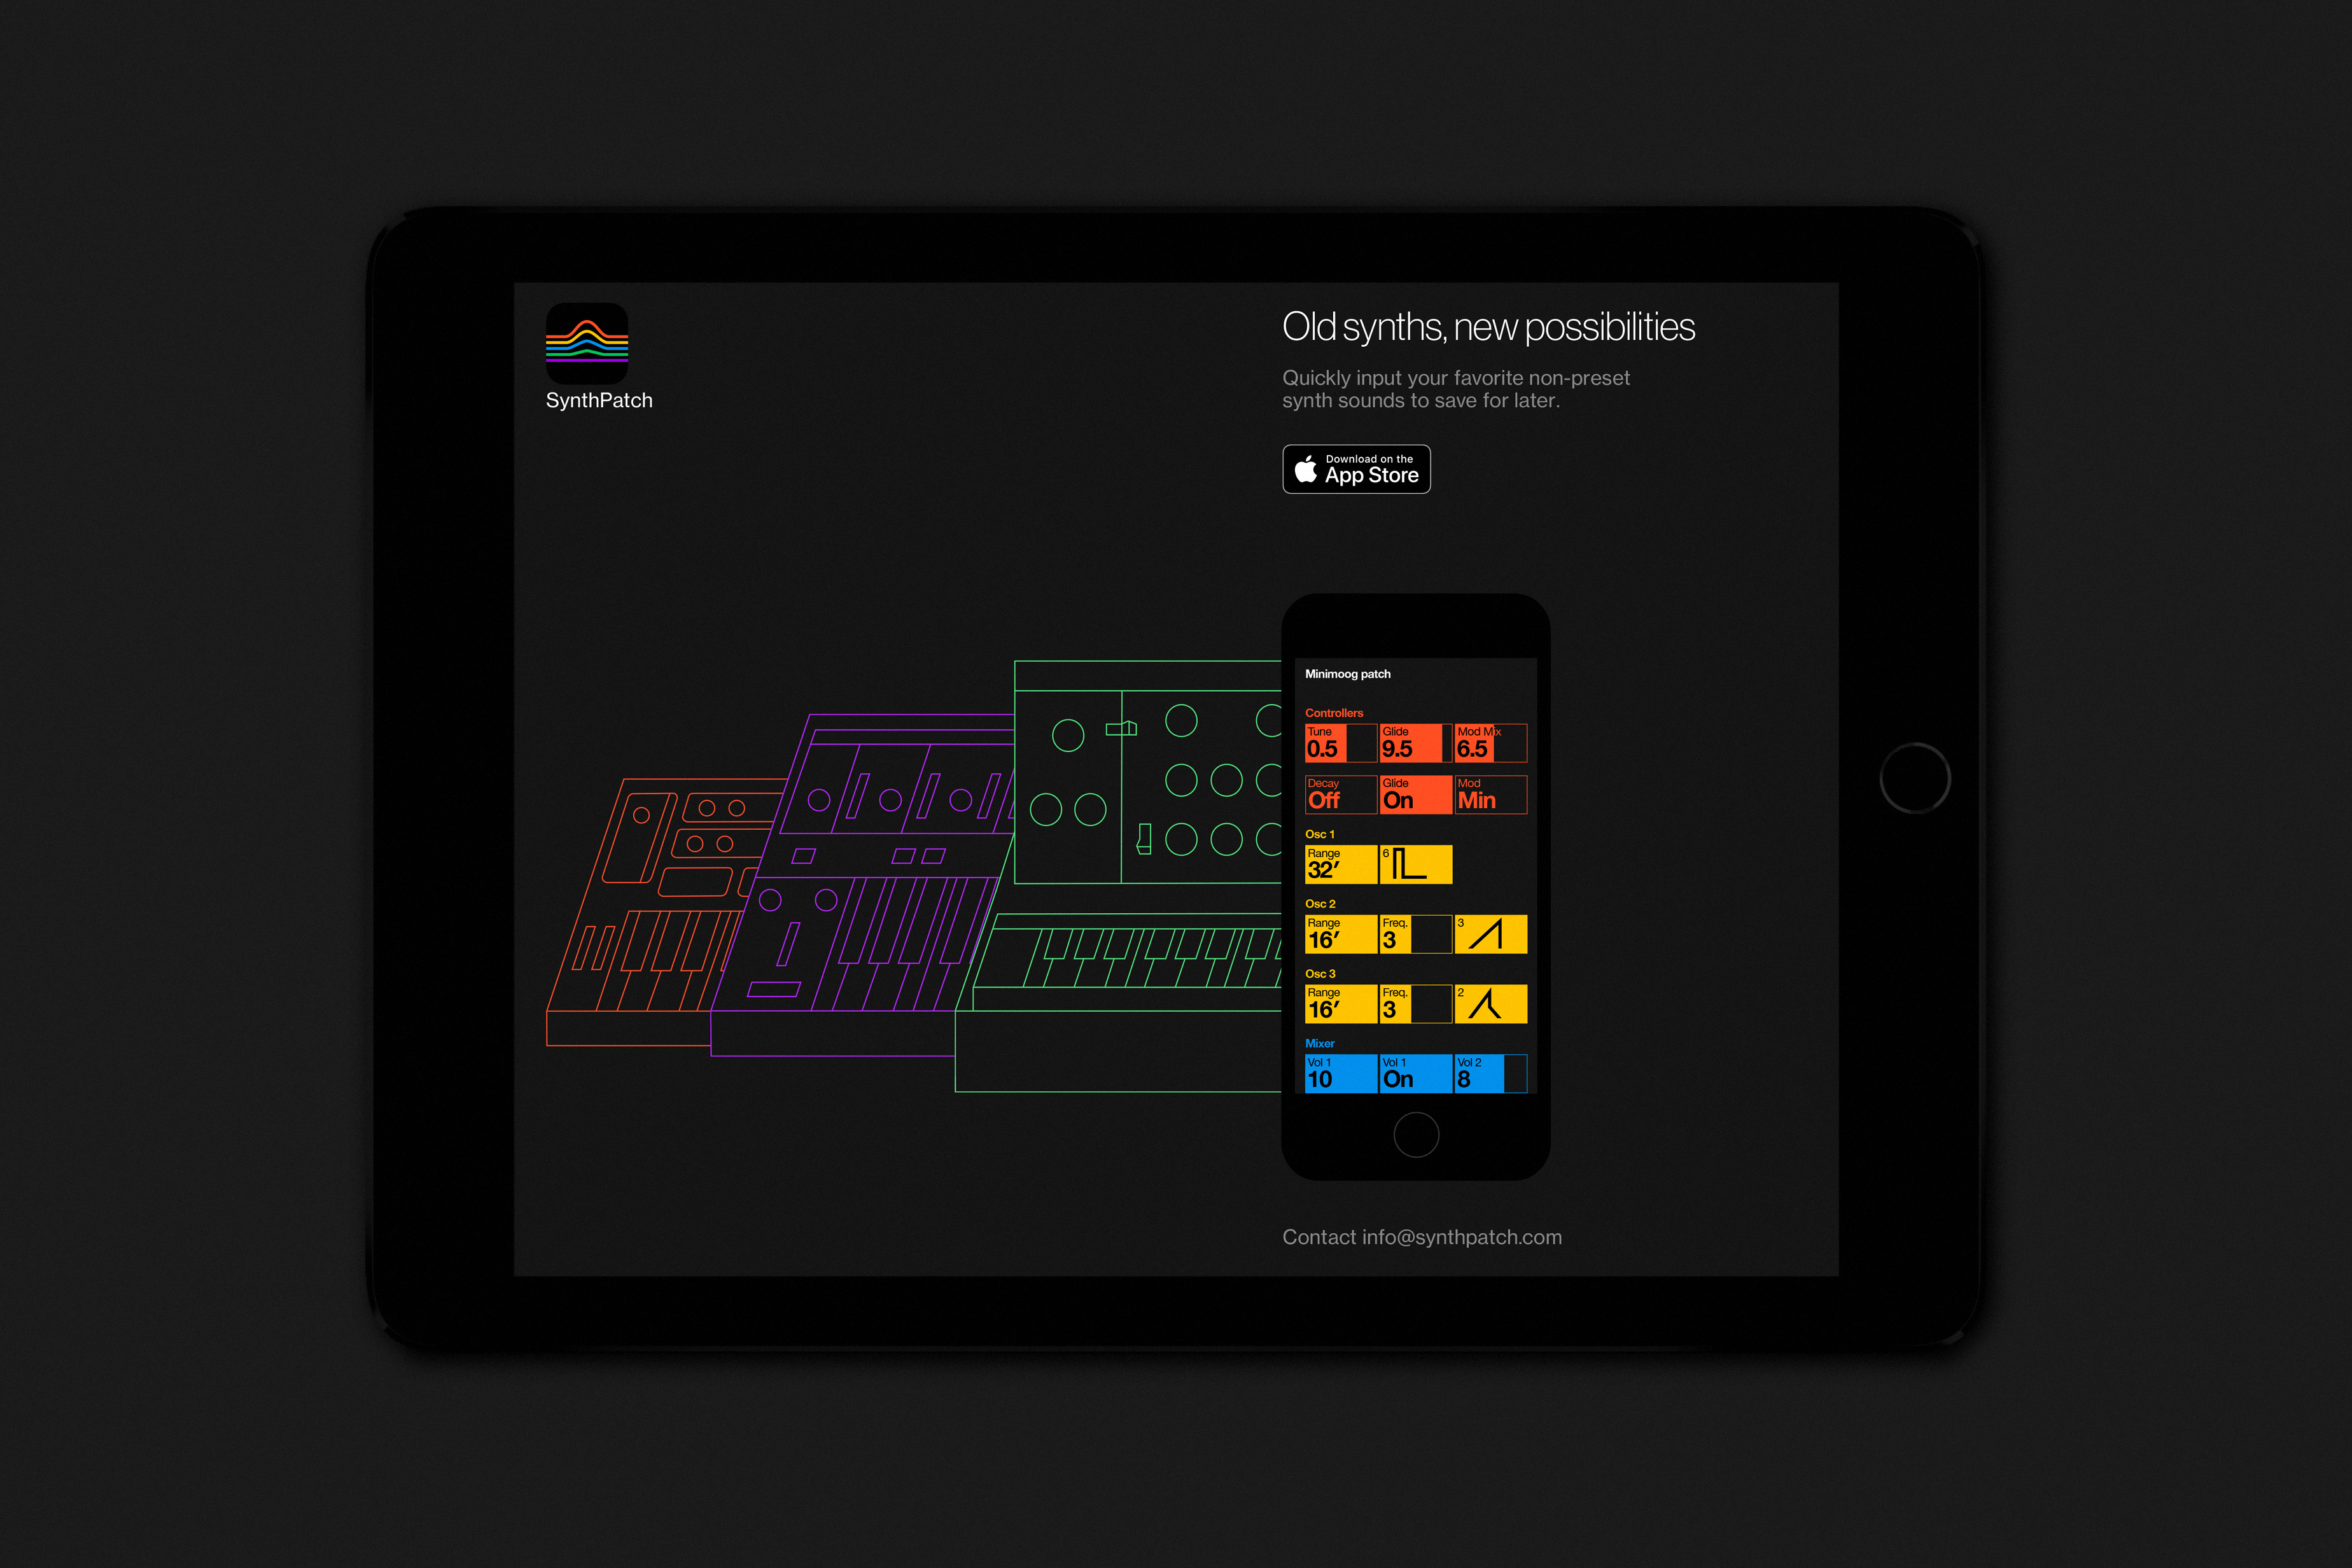 SynthPatch
Old synths, new possibilities
Quickly input your favorite non-preset
synth sounds to save for later.
Download on the
App Store
Minimoog patch
Controllers
Tune Glide Mod Mix
0.5 9.5 6.5
Decay Glide Mod
Off On Min
Osc 1
Range 6
32′
Osc 2
Range Freq. 3
16′ 3
Osc 3
Range Freq. 2
16′ 3
Mixer
Vol 1 Vol 1 Vol 2
10 On 8
Contact info@synthpatch.com